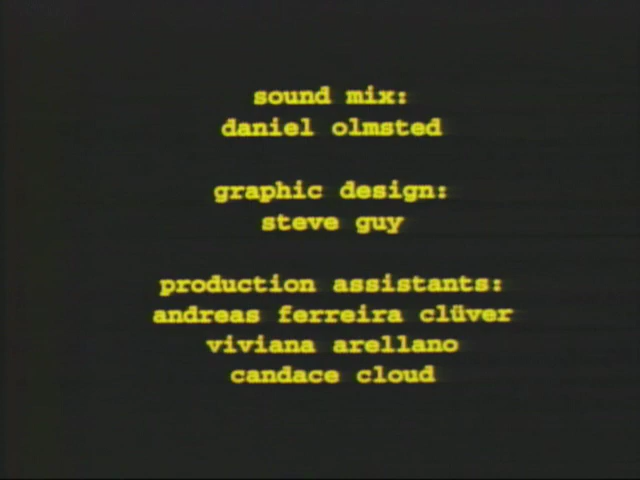 sound mix:
daniel olmsted
graphic design:
steve guy
production assistants:
andreas ferreira clüver
viviana arellano
candace cloud